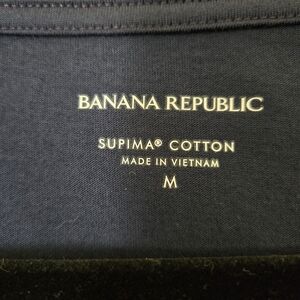 BANANA REPUBLIC
SUPIMA® COTTON
MADE IN VIETNAM
M